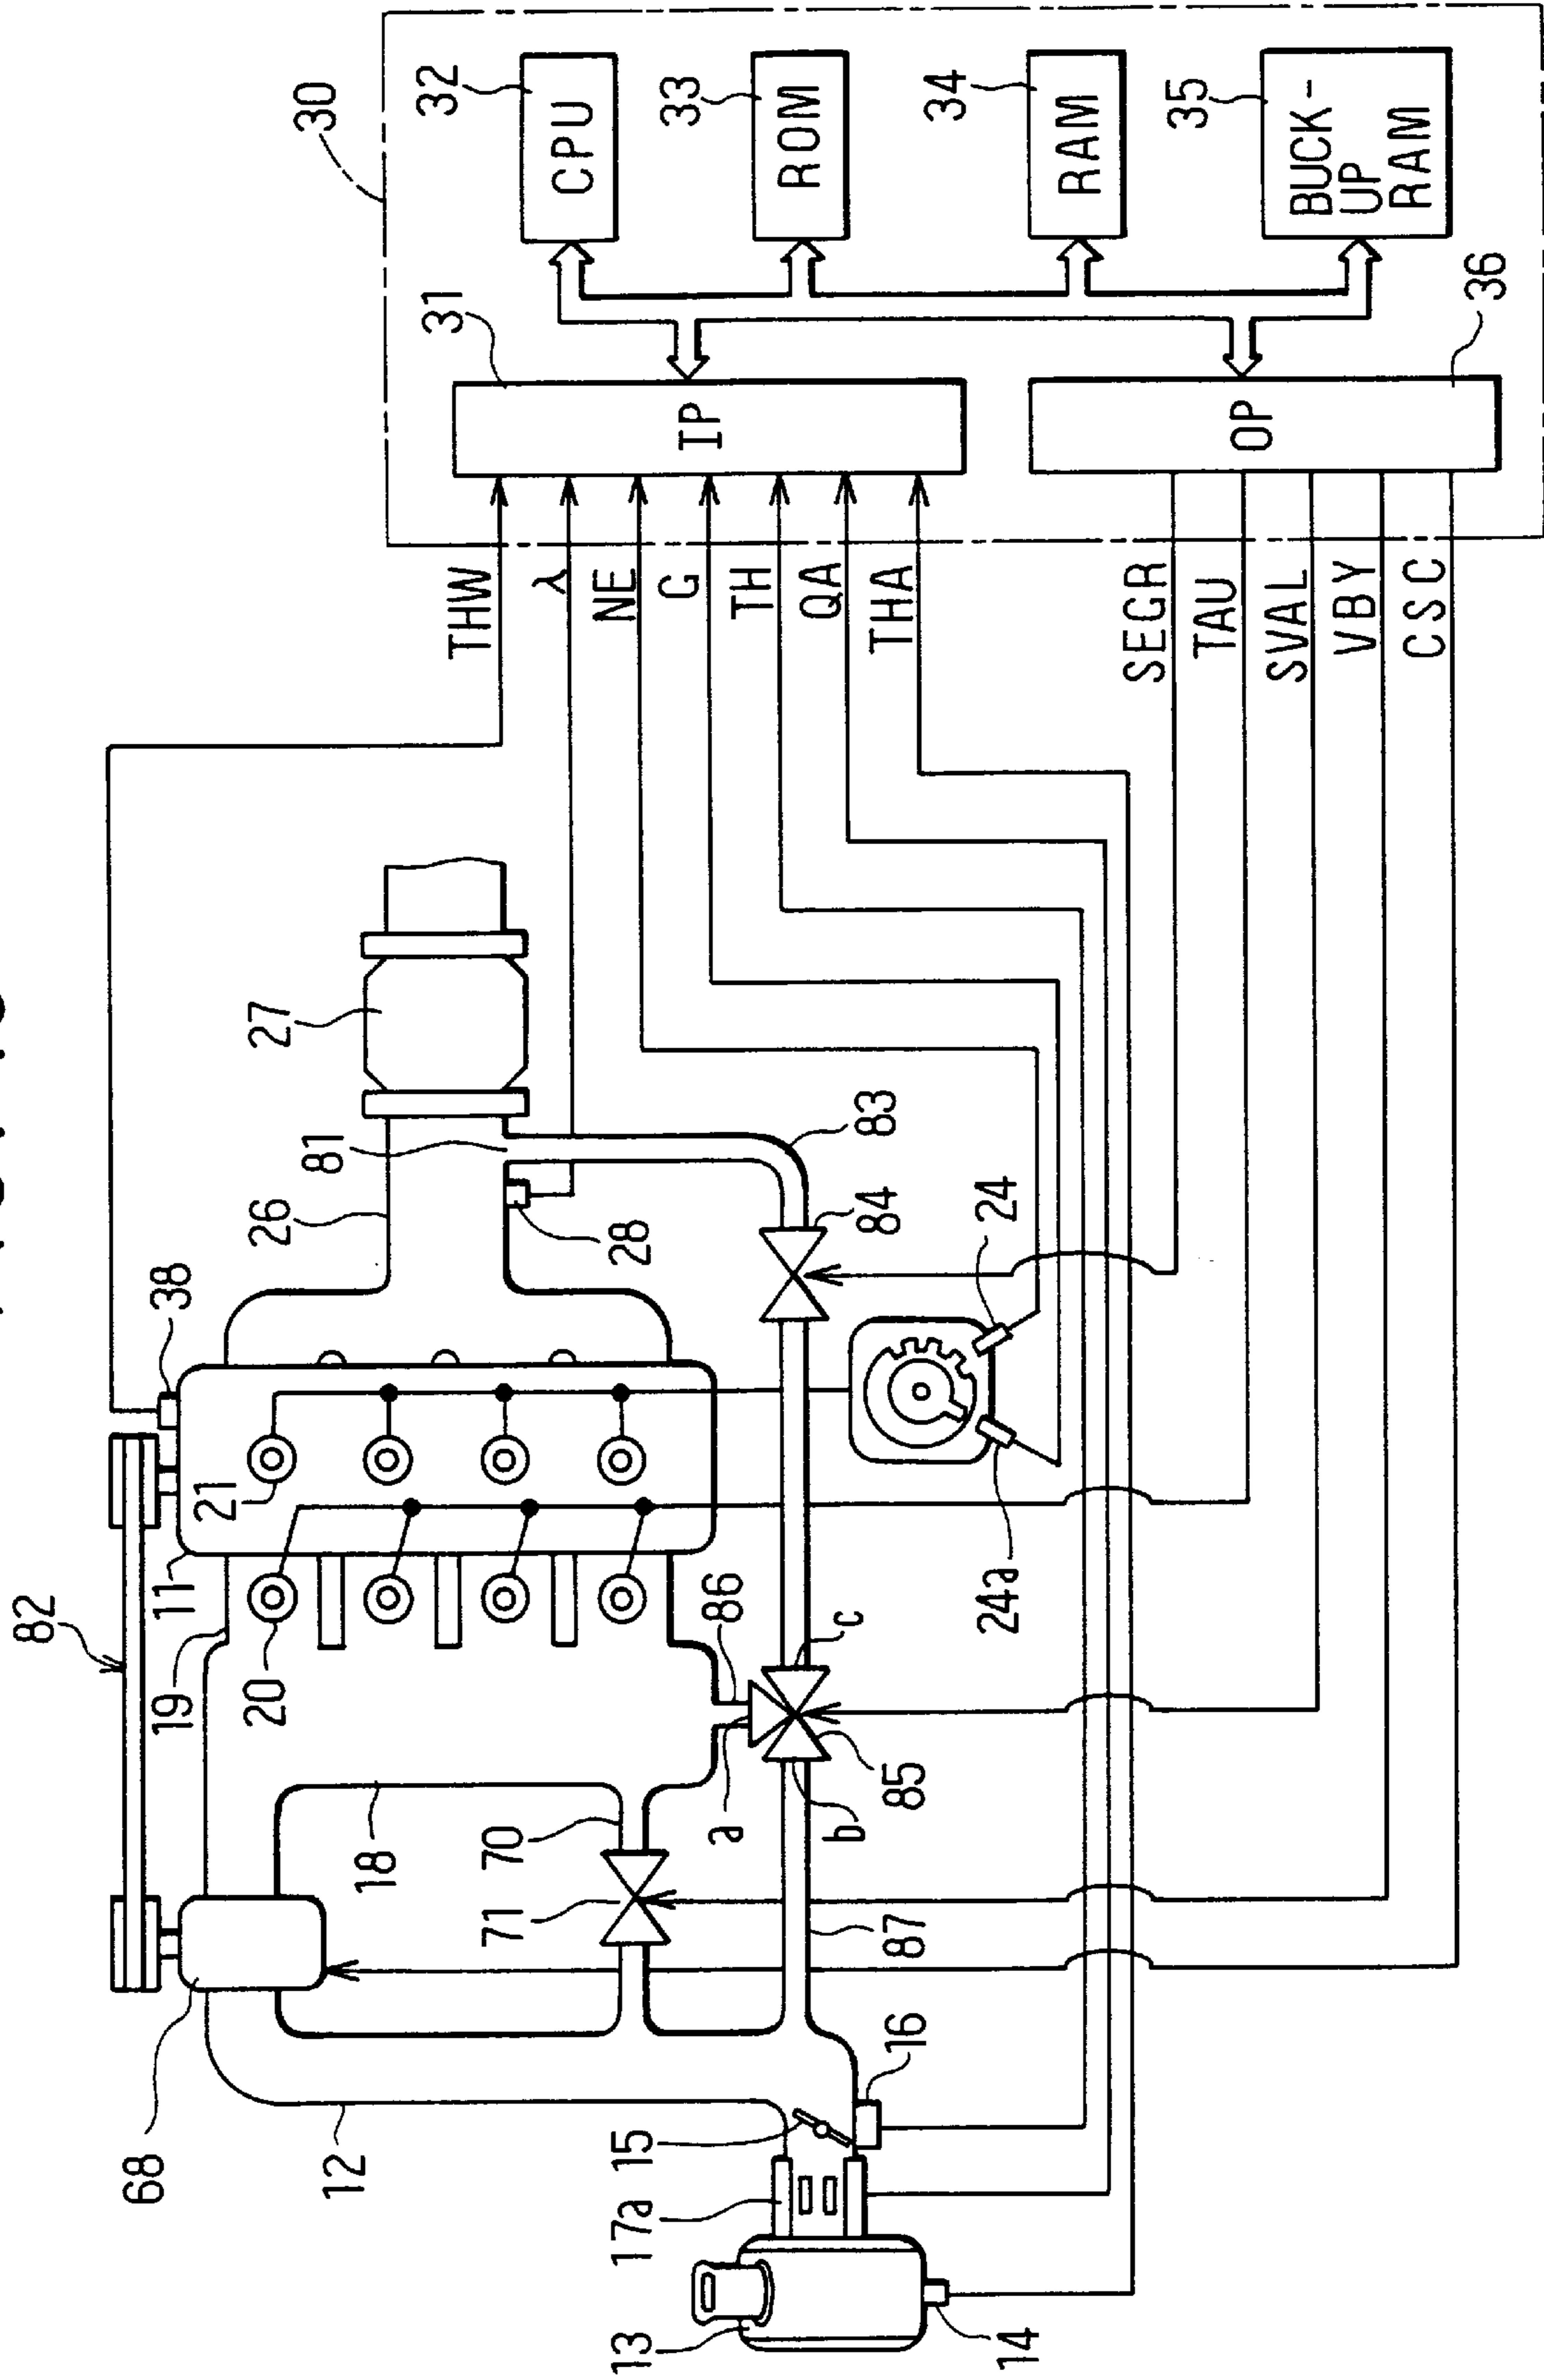 30
32
CPU
33
ROM
34
RAM
35
BUCK-
UP
RAM
31
IP
36
OP
THW
λ
NE
G
TH
QA
THA
SEGR
TAU
SVAL
VBY
CSC
27
81
26
28
83
84
24
38
21
11
82
19
20
24a
86
c
a
b
85
18
70
71
87
68
12
16
15
17a
13
14